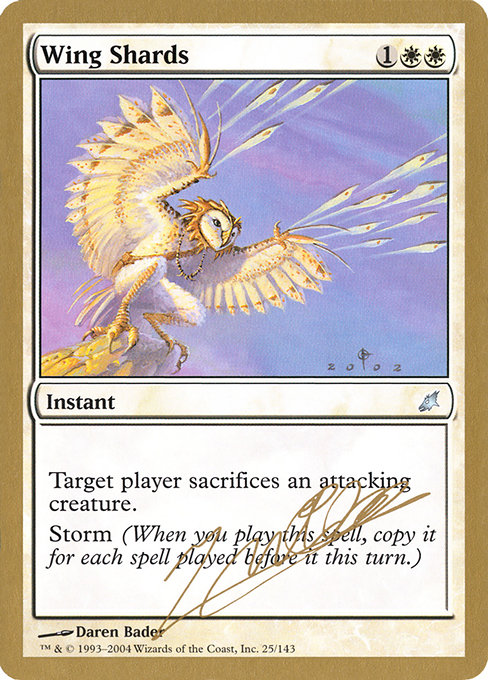 Wing Shards 1
2002
Instant
Target player sacrifices an attacking
creature.
Storm (When you play this spell, copy it
for each spell played before it this turn.)
Daren Bader
™ & © 1993–2004 Wizards of the Coast, Inc. 25/143